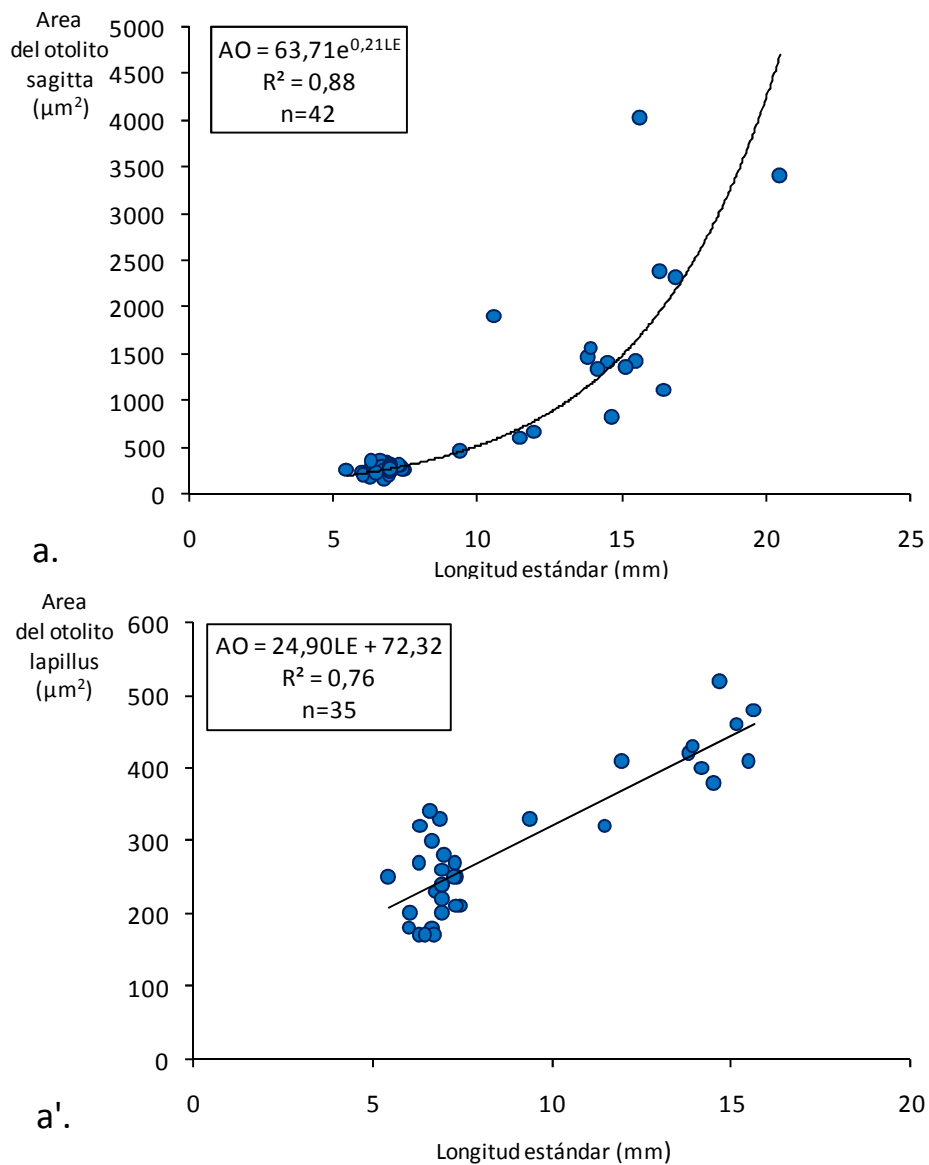 Area
del otolito
sagitta
(µm²)
5000
4500
4000
3500
3000
2500
2000
1500
1000
500
0
AO = 63,71e^0,21LE
R² = 0,88
n=42
0 5 10 15 20 25
Longitud estándar (mm)
a.
Area
del otolito
lapillus
(µm²)
600
500
400
300
200
100
0
AO = 24,90LE + 72,32
R² = 0,76
n=35
0 5 10 15 20
Longitud estándar (mm)
a'.